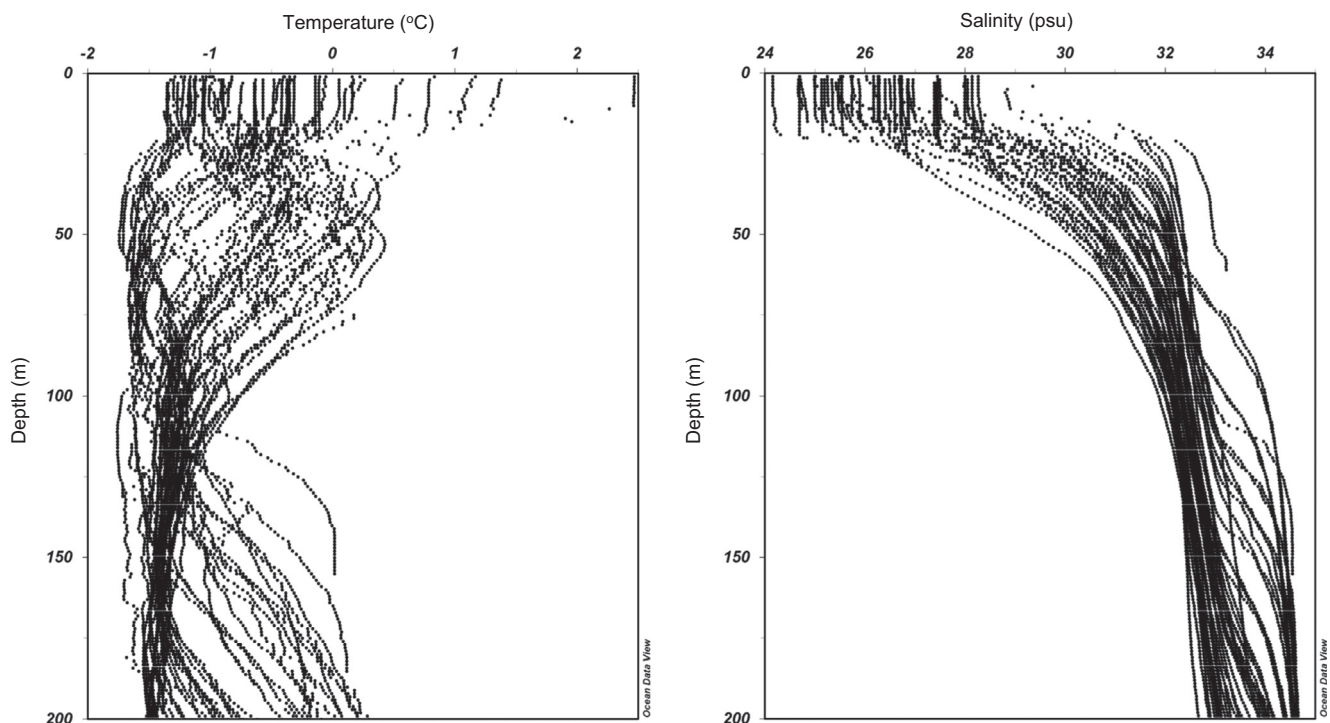 Temperature (°C)
-2 -1 0 1 2
0
50
100
150
200
Depth (m)
Ocean Data View
Salinity (psu)
24 26 28 30 32 34
0
50
100
150
200
Depth (m)
Ocean Data View